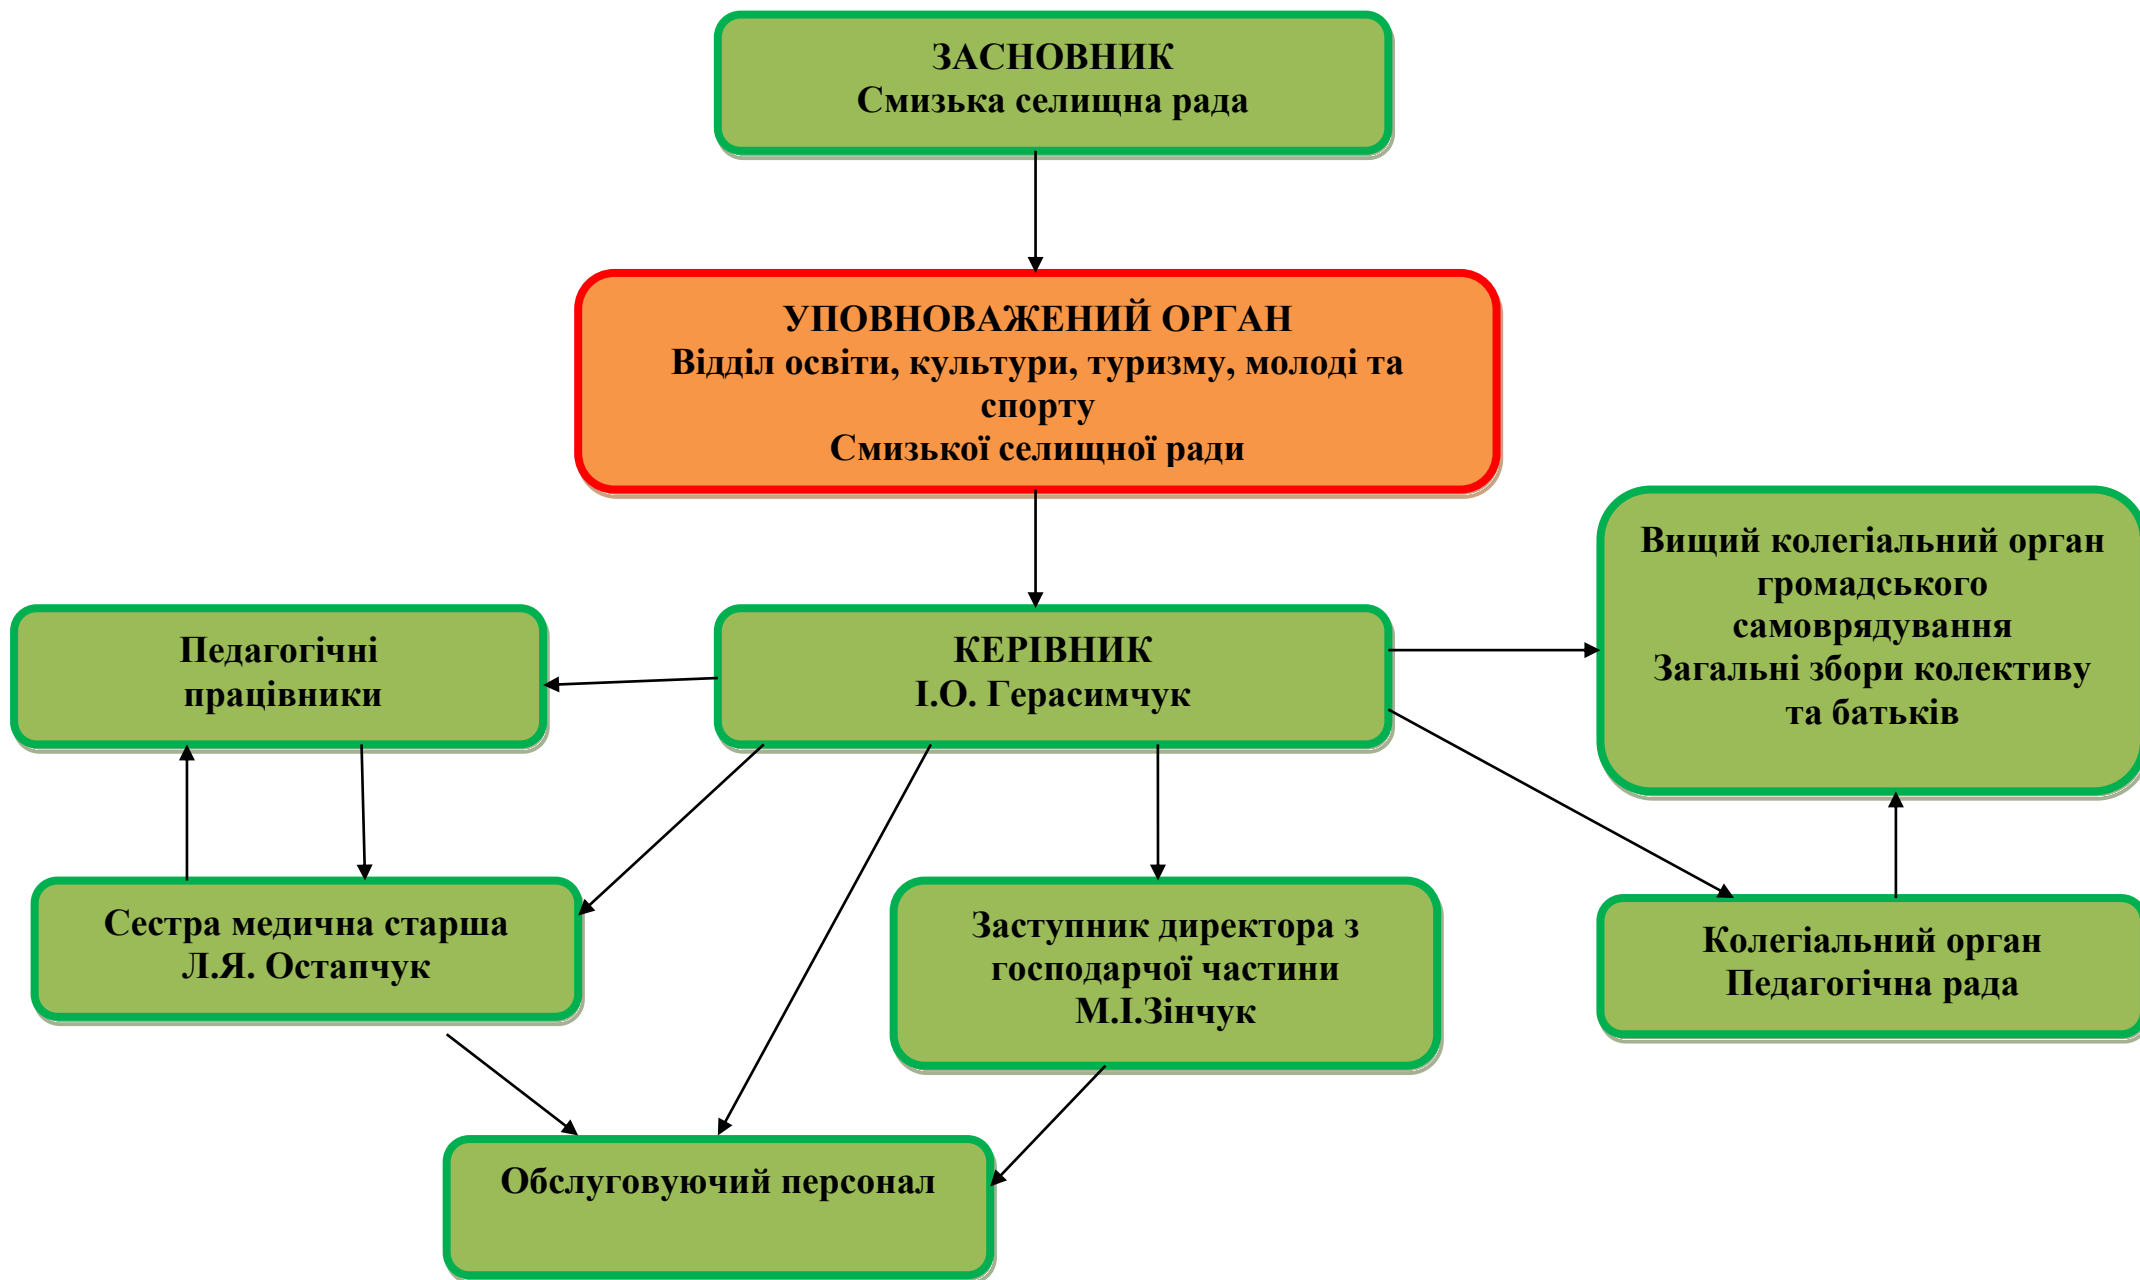 ЗАСНОВНИК
Смизька селищна рада
УПОВНОВАЖЕНИЙ ОРГАН
Відділ освіти, культури, туризму, молоді та
спорту
Смизької селищної ради
Вищий колегіальний орган
громадського
самоврядування
Загальні збори колективу
та батьків
Педагогічні
працівники
КЕРІВНИК
І.О. Герасимчук
Сестра медична старша
Л.Я. Остапчук
Заступник директора з
господарчої частини
М.І.Зінчук
Колегіальний орган
Педагогічна рада
Обслуговуючий персонал